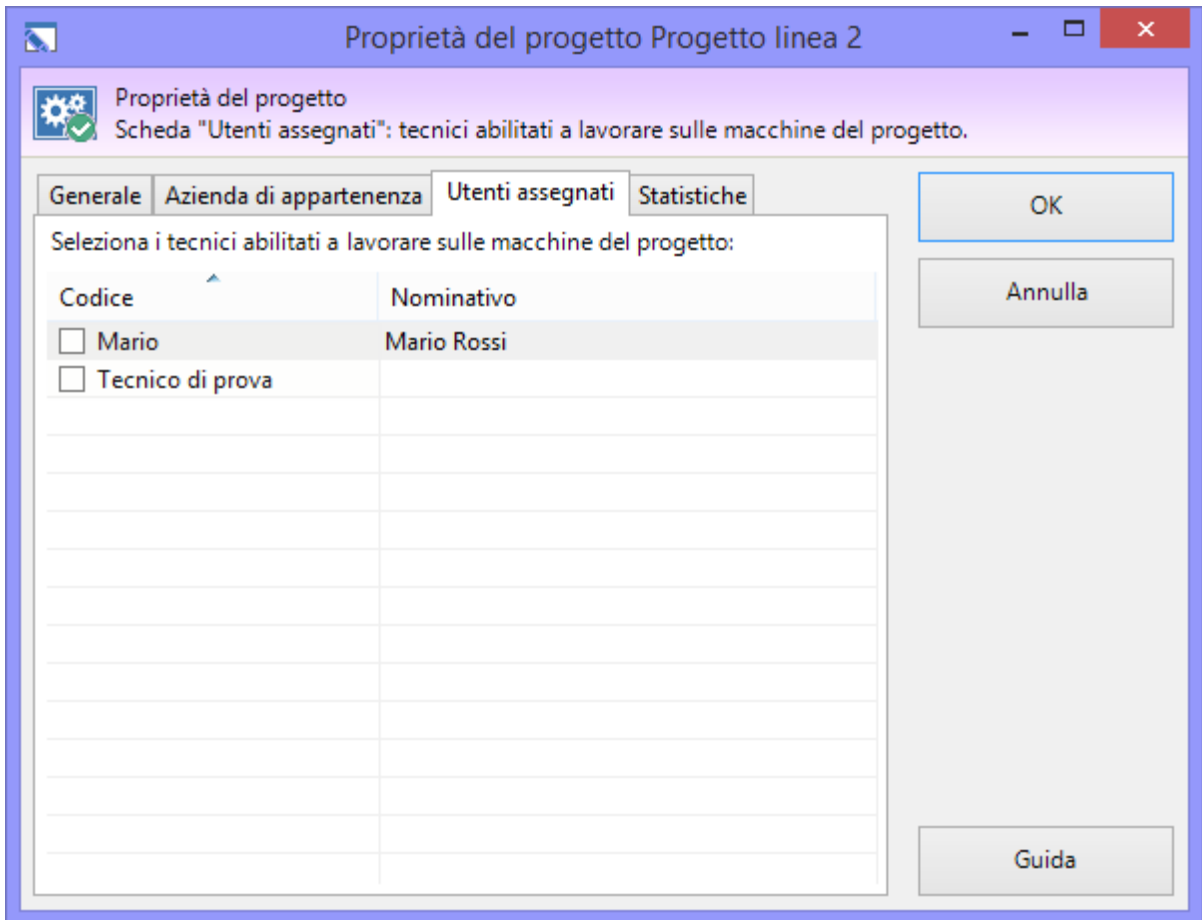 Proprietà del progetto Progetto linea 2
Proprietà del progetto
Scheda "Utenti assegnati": tecnici abilitati a lavorare sulle macchine del progetto.
Generale Azienda di appartenenza Utenti assegnati Statistiche
Seleziona i tecnici abilitati a lavorare sulle macchine del progetto:
Codice Nominativo
Mario Mario Rossi
Tecnico di prova
OK
Annulla
Guida